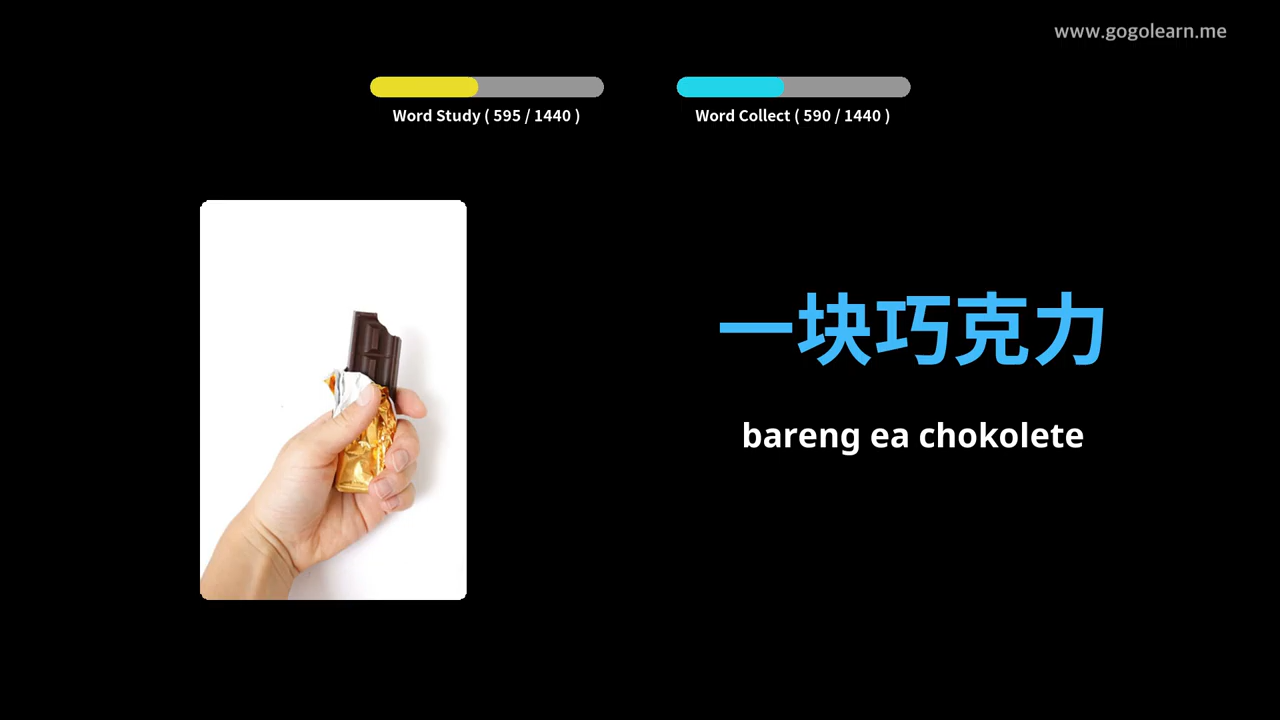 www.gogolearn.me
Word Study ( 595 / 1440 )
Word Collect ( 590 / 1440 )
一块巧克力
bareng ea chokolete